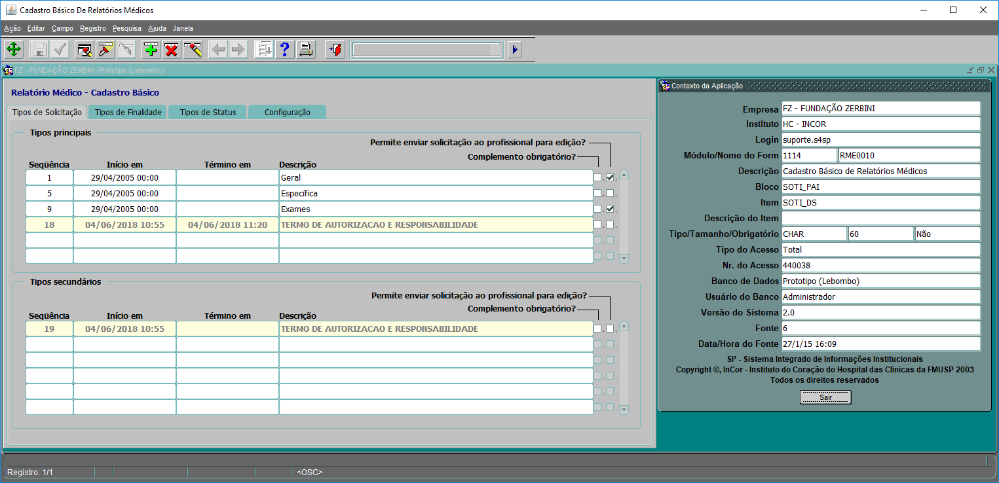 Cadastro Básico De Relatórios Médicos
Ação Editar Campo Registro Pesquisa Ajuda Janela
FZ - FUNDAÇÃO ZERBINI (Prototipo (Lebombo))
Relatório Médico - Cadastro Básico
Tipos de Solicitação Tipos de Finalidade Tipos de Status Configuração
Tipos principais
Permite enviar solicitação ao profissional para edição?
Complemento obrigatório?
Seqüência Início em Término em Descrição
1 29/04/2005 00:00 Geral
5 29/04/2005 00:00 Específica
9 29/04/2005 00:00 Exames
18 04/06/2018 10:55 04/06/2018 11:20 TERMO DE AUTORIZACAO E RESPONSABILIDADE
Tipos secundários
Permite enviar solicitação ao profissional para edição?
Complemento obrigatório?
Seqüência Início em Término em Descrição
19 04/06/2018 10:55 TERMO DE AUTORIZACAO E RESPONSABILIDADE
Contexto da Aplicação
Empresa FZ - FUNDAÇÃO ZERBINI
Instituto HC - INCOR
Login suporte.s4sp
Módulo/Nome do Form 1114 RME0010
Descrição Cadastro Básico de Relatórios Médicos
Bloco SOTI_PAI
Item SOTI_DS
Descrição do Item
Tipo/Tamanho/Obrigatório CHAR 60 Não
Tipo do Acesso Total
Nr. do Acesso 440038
Banco de Dados Prototipo (Lebombo)
Usuário do Banco Administrador
Versão do Sistema 2.0
Fonte 6
Data/Hora do Fonte 27/1/15 16:09
SI³ - Sistema Integrado de Informações Institucionais
Copyright ©, InCor - Instituto do Coração do Hospital das Clínicas da FMUSP 2003
Todos os direitos reservados
Sair
Registro: 1/1 <OSC>